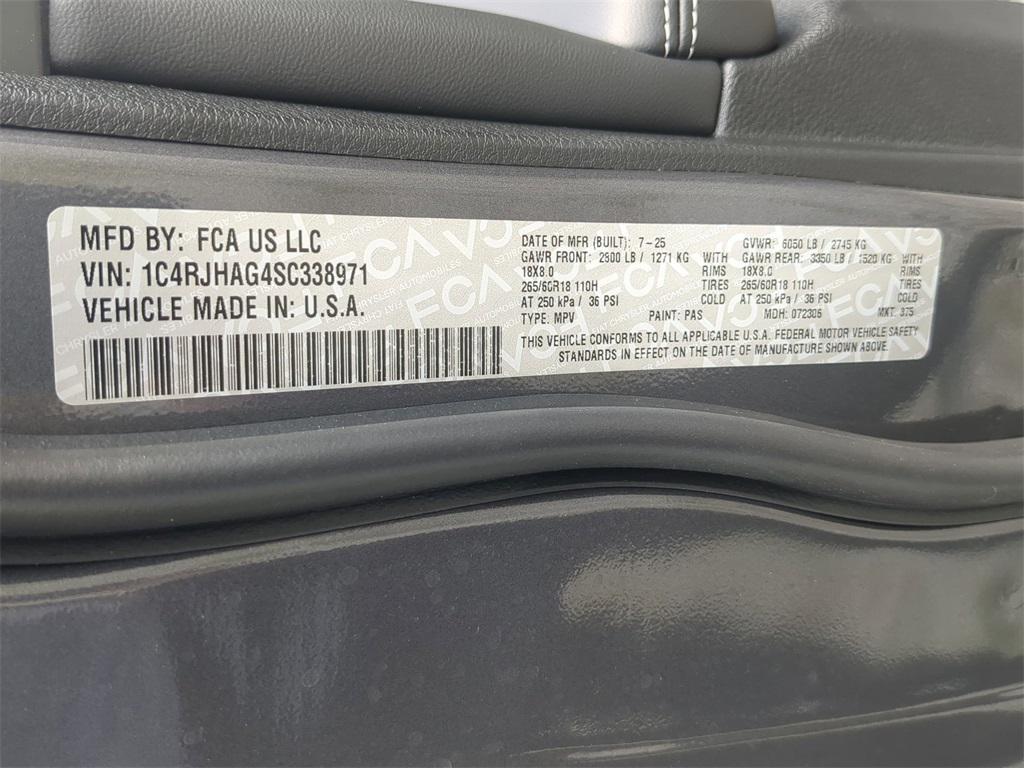 MFD BY: FCA US LLC
VIN: 1C4RJHAG4SC338971
VEHICLE MADE IN: U.S.A.
DATE OF MFR (BUILT): 7-25 GVWR: 6050 LB / 2745 KG
GAWR FRONT: 2800 LB / 1271 KG WITH GAWR REAR: 3350 LB / 1520 KG WITH
18X8.0 RIMS 18X8.0 RIMS
265/60R18 110H TIRES 265/60R18 110H TIRES
AT 250 kPa / 36 PSI COLD AT 250 kPa / 36 PSI COLD
TYPE: MPV PAINT: PAS MDH: 072306 MKT: 375
THIS VEHICLE CONFORMS TO ALL APPLICABLE U.S.A. FEDERAL MOTOR VEHICLE SAFETY
STANDARDS IN EFFECT ON THE DATE OF MANUFACTURE SHOWN ABOVE.